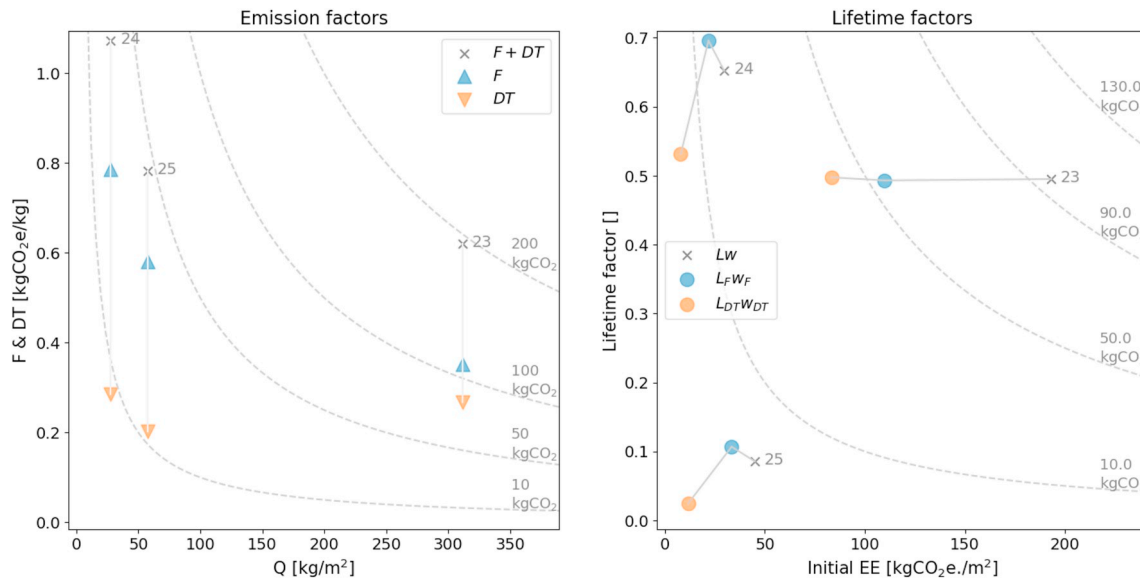 Emission factors
F & DT [kgCO₂e/kg]
1.0
0.8
0.6
0.4
0.2
0.0
24
25
23
F + DT
F
DT
200
kgCO₂
100
kgCO₂
50
kgCO₂
10
kgCO₂
0
50
100
150
200
250
300
350
Q [kg/m²]
Lifetime factors
Lifetime factor []
0.7
0.6
0.5
0.4
0.3
0.2
0.1
0.0
24
23
25
Lw
L_Fw_F
L_DTw_DT
130.0
kgCO
90.0
kgCO
50.0
kgCO
10.0
kgCO
0
50
100
150
200
Initial EE [kgCO₂e./m²]